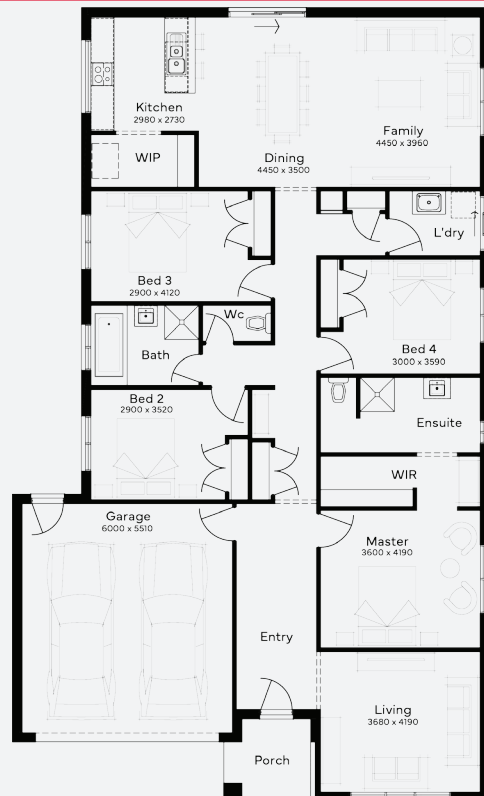 Kitchen
2980 x 2730
WIP
Dining
4450 x 3500
Family
4450 x 3960
L'dry
Bed 3
2900 x 4120
Wc
Bath
Bed 4
3000 x 3590
Bed 2
2900 x 3520
Ensuite
WIR
Garage
6000 x 5510
Master
3600 x 4190
Entry
Living
3680 x 4190
Porch